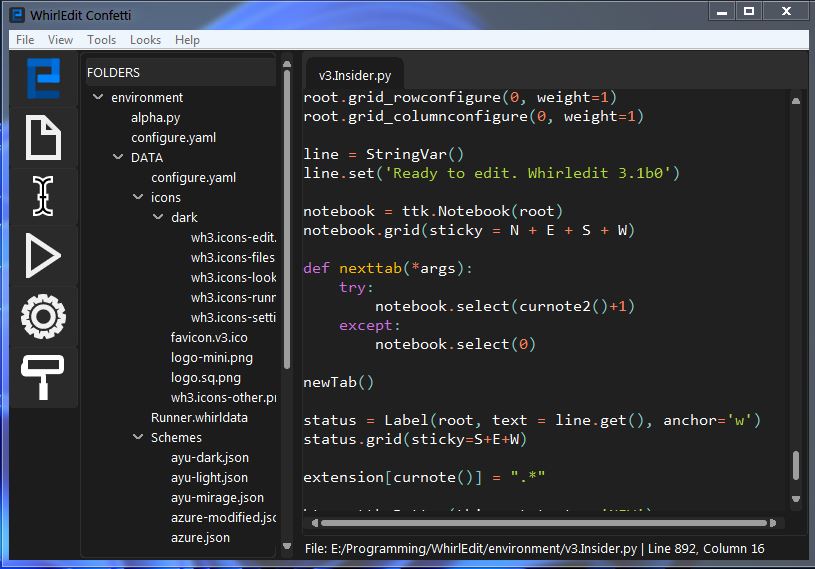 WhirlEdit Confetti
File View Tools Looks Help
FOLDERS
environment
alpha.py
configure.yaml
DATA
configure.yaml
icons
dark
wh3.icons-edit.
wh3.icons-files
wh3.icons-look
wh3.icons-runr
wh3.icons-setti
favicon.v3.ico
logo-mini.png
logo.sq.png
wh3.icons-other.pr
Runner.whirldata
Schemes
ayu-dark.json
ayu-light.json
ayu-mirage.json
azure-modified.jsc
azure.json
v3.Insider.py
root.grid_rowconfigure(0, weight=1)
root.grid_columnconfigure(0, weight=1)
line = StringVar()
line.set('Ready to edit. Whirledit 3.1b0')
notebook = ttk.Notebook(root)
notebook.grid(sticky = N + E + S + W)
def nexttab(*args):
try:
notebook.select(curnote2()+1)
except:
notebook.select(0)
newTab()
status = Label(root, text = line.get(), anchor='w')
status.grid(sticky=S+E+W)
extension[curnote()] = ".*"
File: E:/Programming/WhirlEdit/environment/v3.Insider.py | Line 892, Column 16